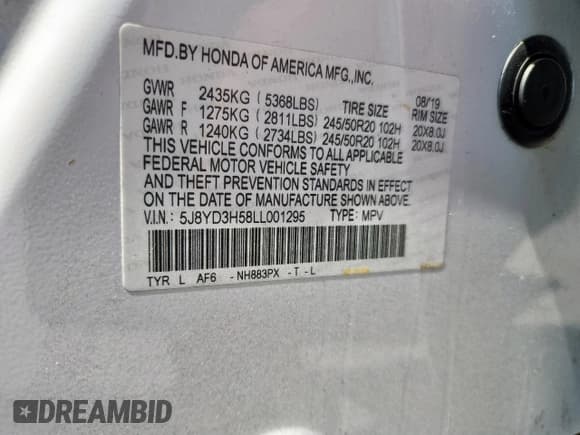 MFD.BY HONDA OF AMERICA MFG.,INC.
08/19
GVWR 2435KG ( 5368LBS) TIRE SIZE RIM SIZE
GAWR F 1275KG ( 2811LBS) 245/50R20 102H 20X8.0J
GAWR R 1240KG ( 2734LBS) 245/50R20 102H 20X8.0J
THIS VEHICLE CONFORMS TO ALL APPLICABLE
FEDERAL MOTOR VEHICLE SAFETY
AND THEFT PREVENTION STANDARDS IN EFFECT
ON THE DATE OF MANUFACTURE SHOWN ABOVE.
V.I.N.: 5J8YD3H58LL001295 TYPE: MPV
TYR L AF6 -NH883PX -T-L
DREAMBID